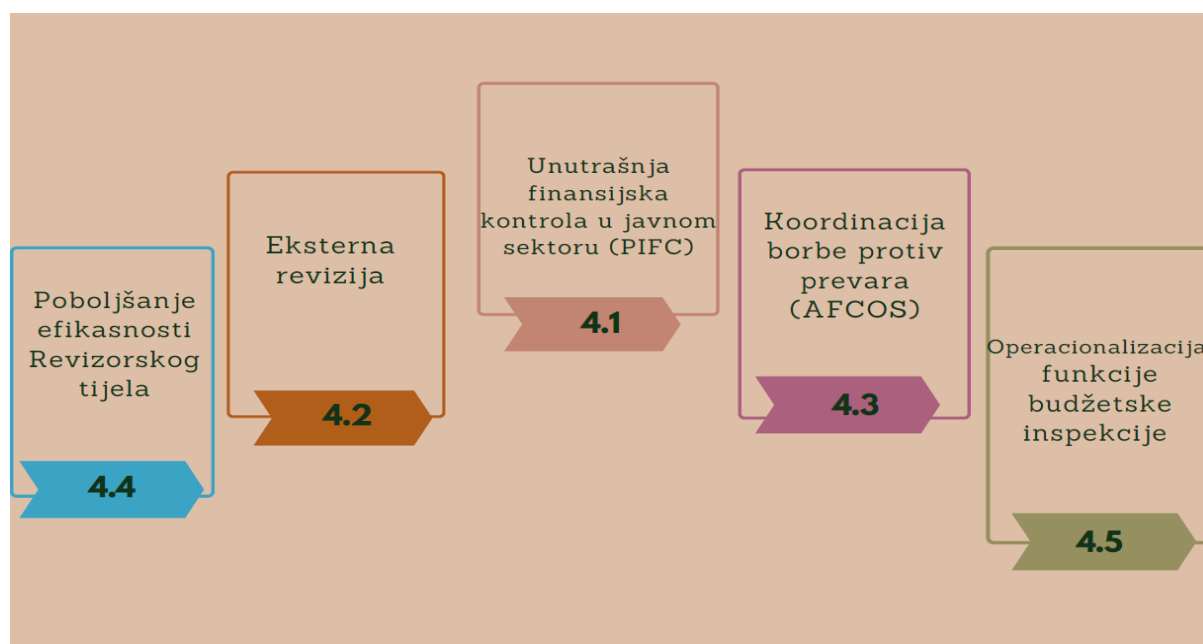 Poboljšanje
efikasnosti
Revizorskog
tijela
4.4
Eksterna
revizija
4.2
Unutrašnja
finansijska
kontrola u javnom
sektoru (PIFC)
4.1
Koordinacija
borbe protiv
prevara
(AFCOS)
4.3
Operacionalizacija
funkcije
budžetske
inspekcije
4.5